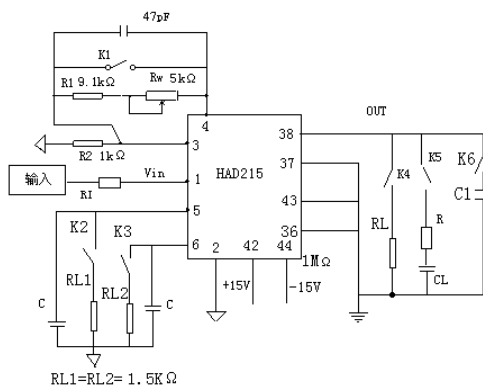 47pF
K1
R1 9.1kΩ
Rw 5kΩ
4
OUT
R2 1kΩ
3
38
输入
RI
Vin
1
HAD215
37
K4
K5
K6
C1
5
43
K2
K3
6
2
42
44
36
RL
R
1MΩ
RL1
RL2
+15V
-15V
CL
C
C
RL1=RL2= 1.5KΩ